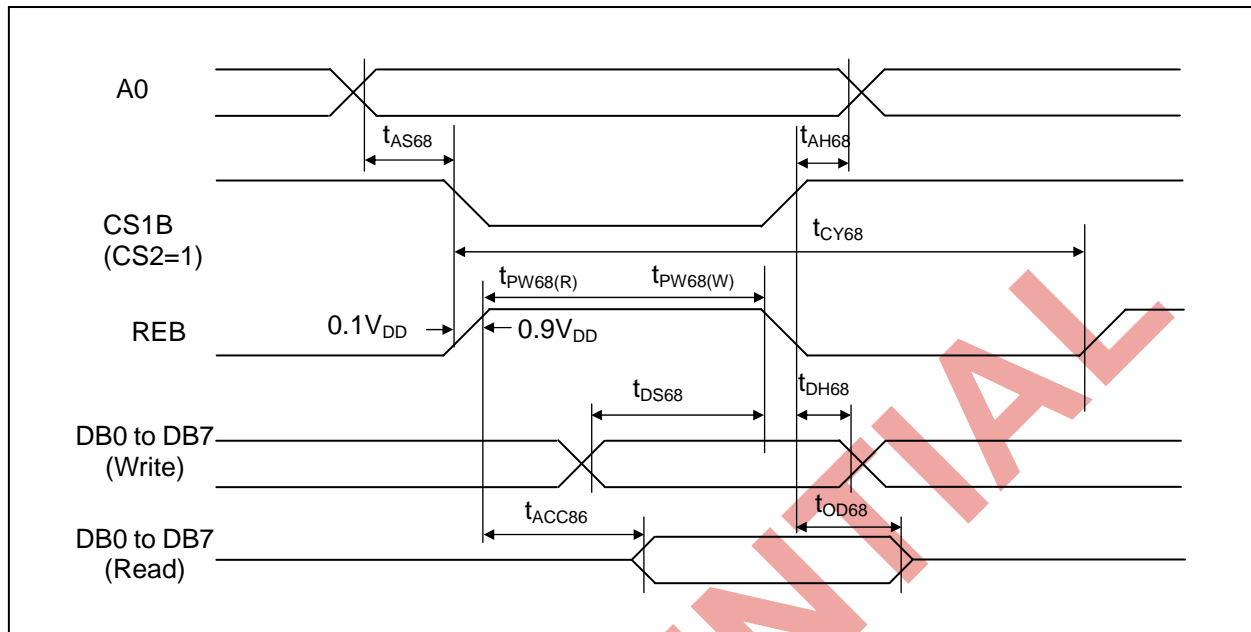 A0
tAS68
tAH68
CS1B
(CS2=1)
tCY68
tPW68(R)
tPW68(W)
REB
0.1VDD
0.9VDD
tDS68
tDH68
DB0 to DB7
(Write)
tACC86
tOD68
DB0 to DB7
(Read)
NTIAL